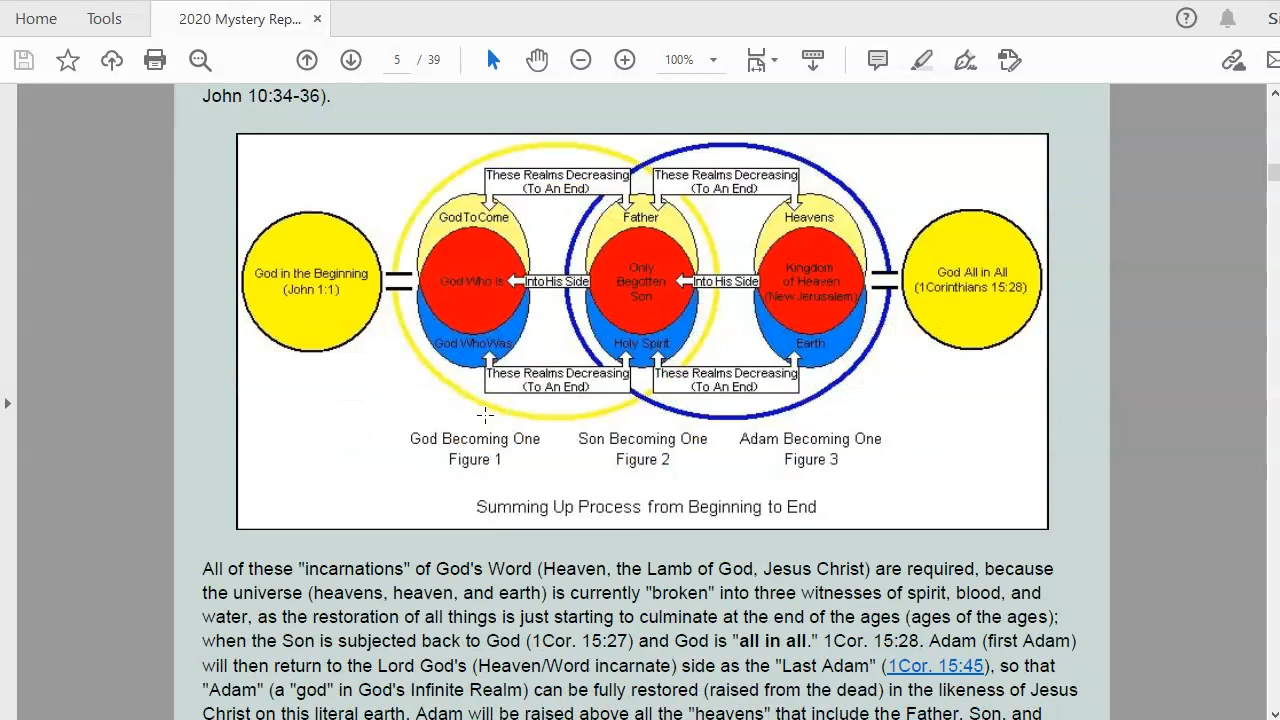 Home Tools 2020 Mystery Rep... ×
5 / 39 100%
John 10:34-36).
These Realms Decreasing These Realms Decreasing
(To An End) (To An End)
GodToCome Father Heavens
God in the Beginning
(John 1:1)
God Who Is
Into His Side
Only
Begotten
Son
Into His Side
Kingdom
of Heaven
(New Jerusalem)
God All in All
(1Corinthians 15:28)
God WhoWas Holy Spirit Earth
These Realms Decreasing These Realms Decreasing
(To An End) (To An End)
God Becoming One Son Becoming One Adam Becoming One
Figure 1 Figure 2 Figure 3
Summing Up Process from Beginning to End
All of these "incarnations" of God's Word (Heaven, the Lamb of God, Jesus Christ) are required, because
the universe (heavens, heaven, and earth) is currently "broken" into three witnesses of spirit, blood, and
water, as the restoration of all things is just starting to culminate at the end of the ages (ages of the ages);
when the Son is subjected back to God (1Cor. 15:27) and God is "all in all." 1Cor. 15:28. Adam (first Adam)
will then return to the Lord God's (Heaven/Word incarnate) side as the "Last Adam" (1Cor. 15:45), so that
"Adam" (a "god" in God's Infinite Realm) can be fully restored (raised from the dead) in the likeness of Jesus
Christ on this literal earth. Adam will be raised above all the "heavens" that include the Father, Son, and